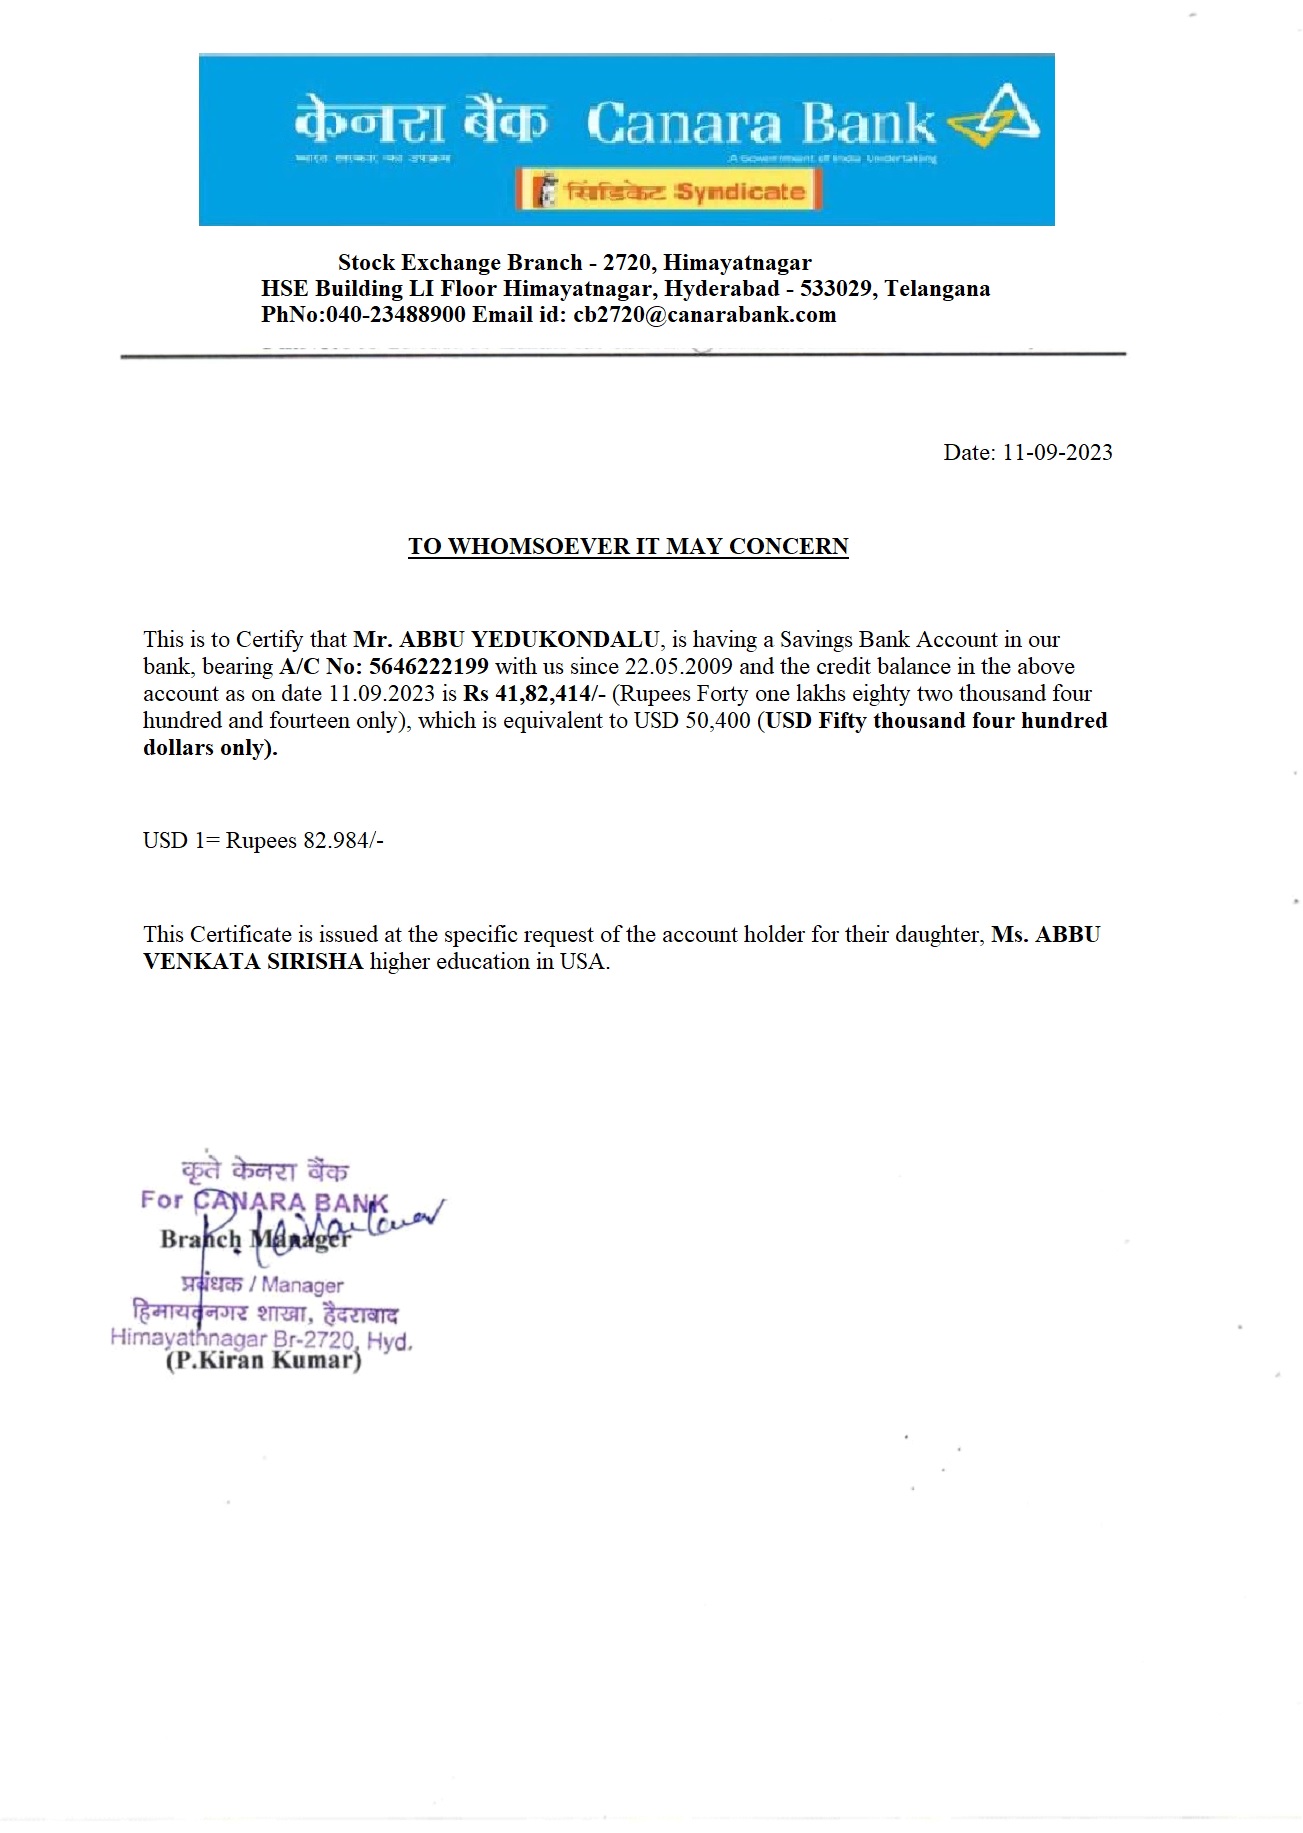 केनरा बैंक Canara Bank
भारत सरकार का उपक्रम A Government of India Undertaking
सिंडिकेट Syndicate
Stock Exchange Branch - 2720, Himayatnagar
HSE Building LI Floor Himayatnagar, Hyderabad - 533029, Telangana
PhNo:040-23488900 Email id: cb2720@canarabank.com
Date: 11-09-2023
TO WHOMSOEVER IT MAY CONCERN
This is to Certify that Mr. ABBU YEDUKONDALU, is having a Savings Bank Account in our
bank, bearing A/C No: 5646222199 with us since 22.05.2009 and the credit balance in the above
account as on date 11.09.2023 is Rs 41,82,414/- (Rupees Forty one lakhs eighty two thousand four
hundred and fourteen only), which is equivalent to USD 50,400 (USD Fifty thousand four hundred
dollars only).
USD 1= Rupees 82.984/-
This Certificate is issued at the specific request of the account holder for their daughter, Ms. ABBU
VENKATA SIRISHA higher education in USA.
कृते केनरा बैंक
For CANARA BANK
Branch Manager
प्रबंधक / Manager
हिमायतनगर शाखा, हैदराबाद
Himayathnagar Br-2720, Hyd.
(P.Kiran Kumar)